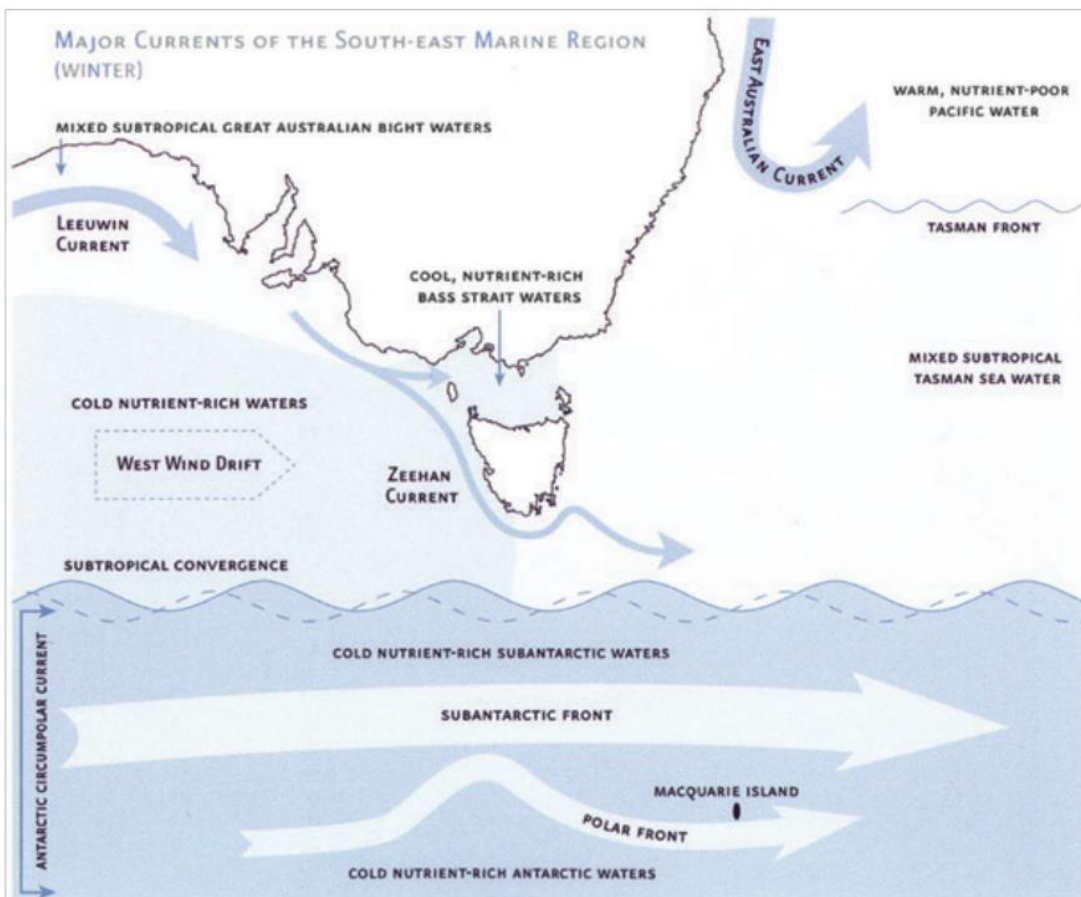 MAJOR CURRENTS OF THE SOUTH-EAST MARINE REGION
(WINTER)
MIXED SUBTROPICAL GREAT AUSTRALIAN BIGHT WATERS
EAST AUSTRALIAN CURRENT
WARM, NUTRIENT-POOR
PACIFIC WATER
LEEUWIN
CURRENT
TASMAN FRONT
COOL, NUTRIENT-RICH
BASS STRAIT WATERS
MIXED SUBTROPICAL
TASMAN SEA WATER
COLD NUTRIENT-RICH WATERS
WEST WIND DRIFT
ZEEHAN
CURRENT
SUBTROPICAL CONVERGENCE
ANTARCTIC CIRCUMPOLAR CURRENT
COLD NUTRIENT-RICH SUBANTARCTIC WATERS
SUBANTARCTIC FRONT
MACQUARIE ISLAND
POLAR FRONT
COLD NUTRIENT-RICH ANTARCTIC WATERS